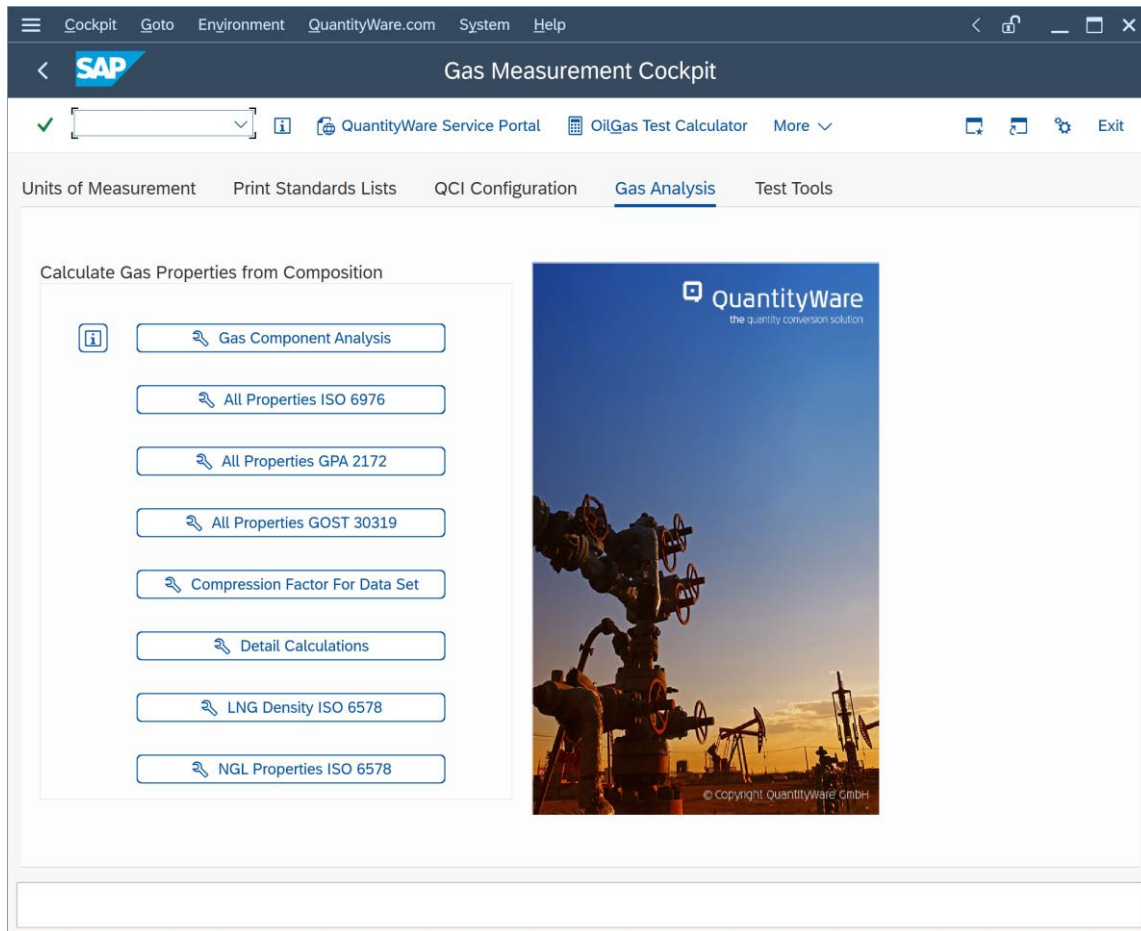 Cockpit Goto Environment QuantityWare.com System Help
SAP Gas Measurement Cockpit
QuantityWare Service Portal OilGas Test Calculator More Exit
Units of Measurement Print Standards Lists QCI Configuration Gas Analysis Test Tools
Calculate Gas Properties from Composition
Gas Component Analysis
All Properties ISO 6976
All Properties GPA 2172
All Properties GOST 30319
Compression Factor For Data Set
Detail Calculations
LNG Density ISO 6578
NGL Properties ISO 6578
QuantityWare
the quantity conversion solution
© Copyright QuantityWare GmbH